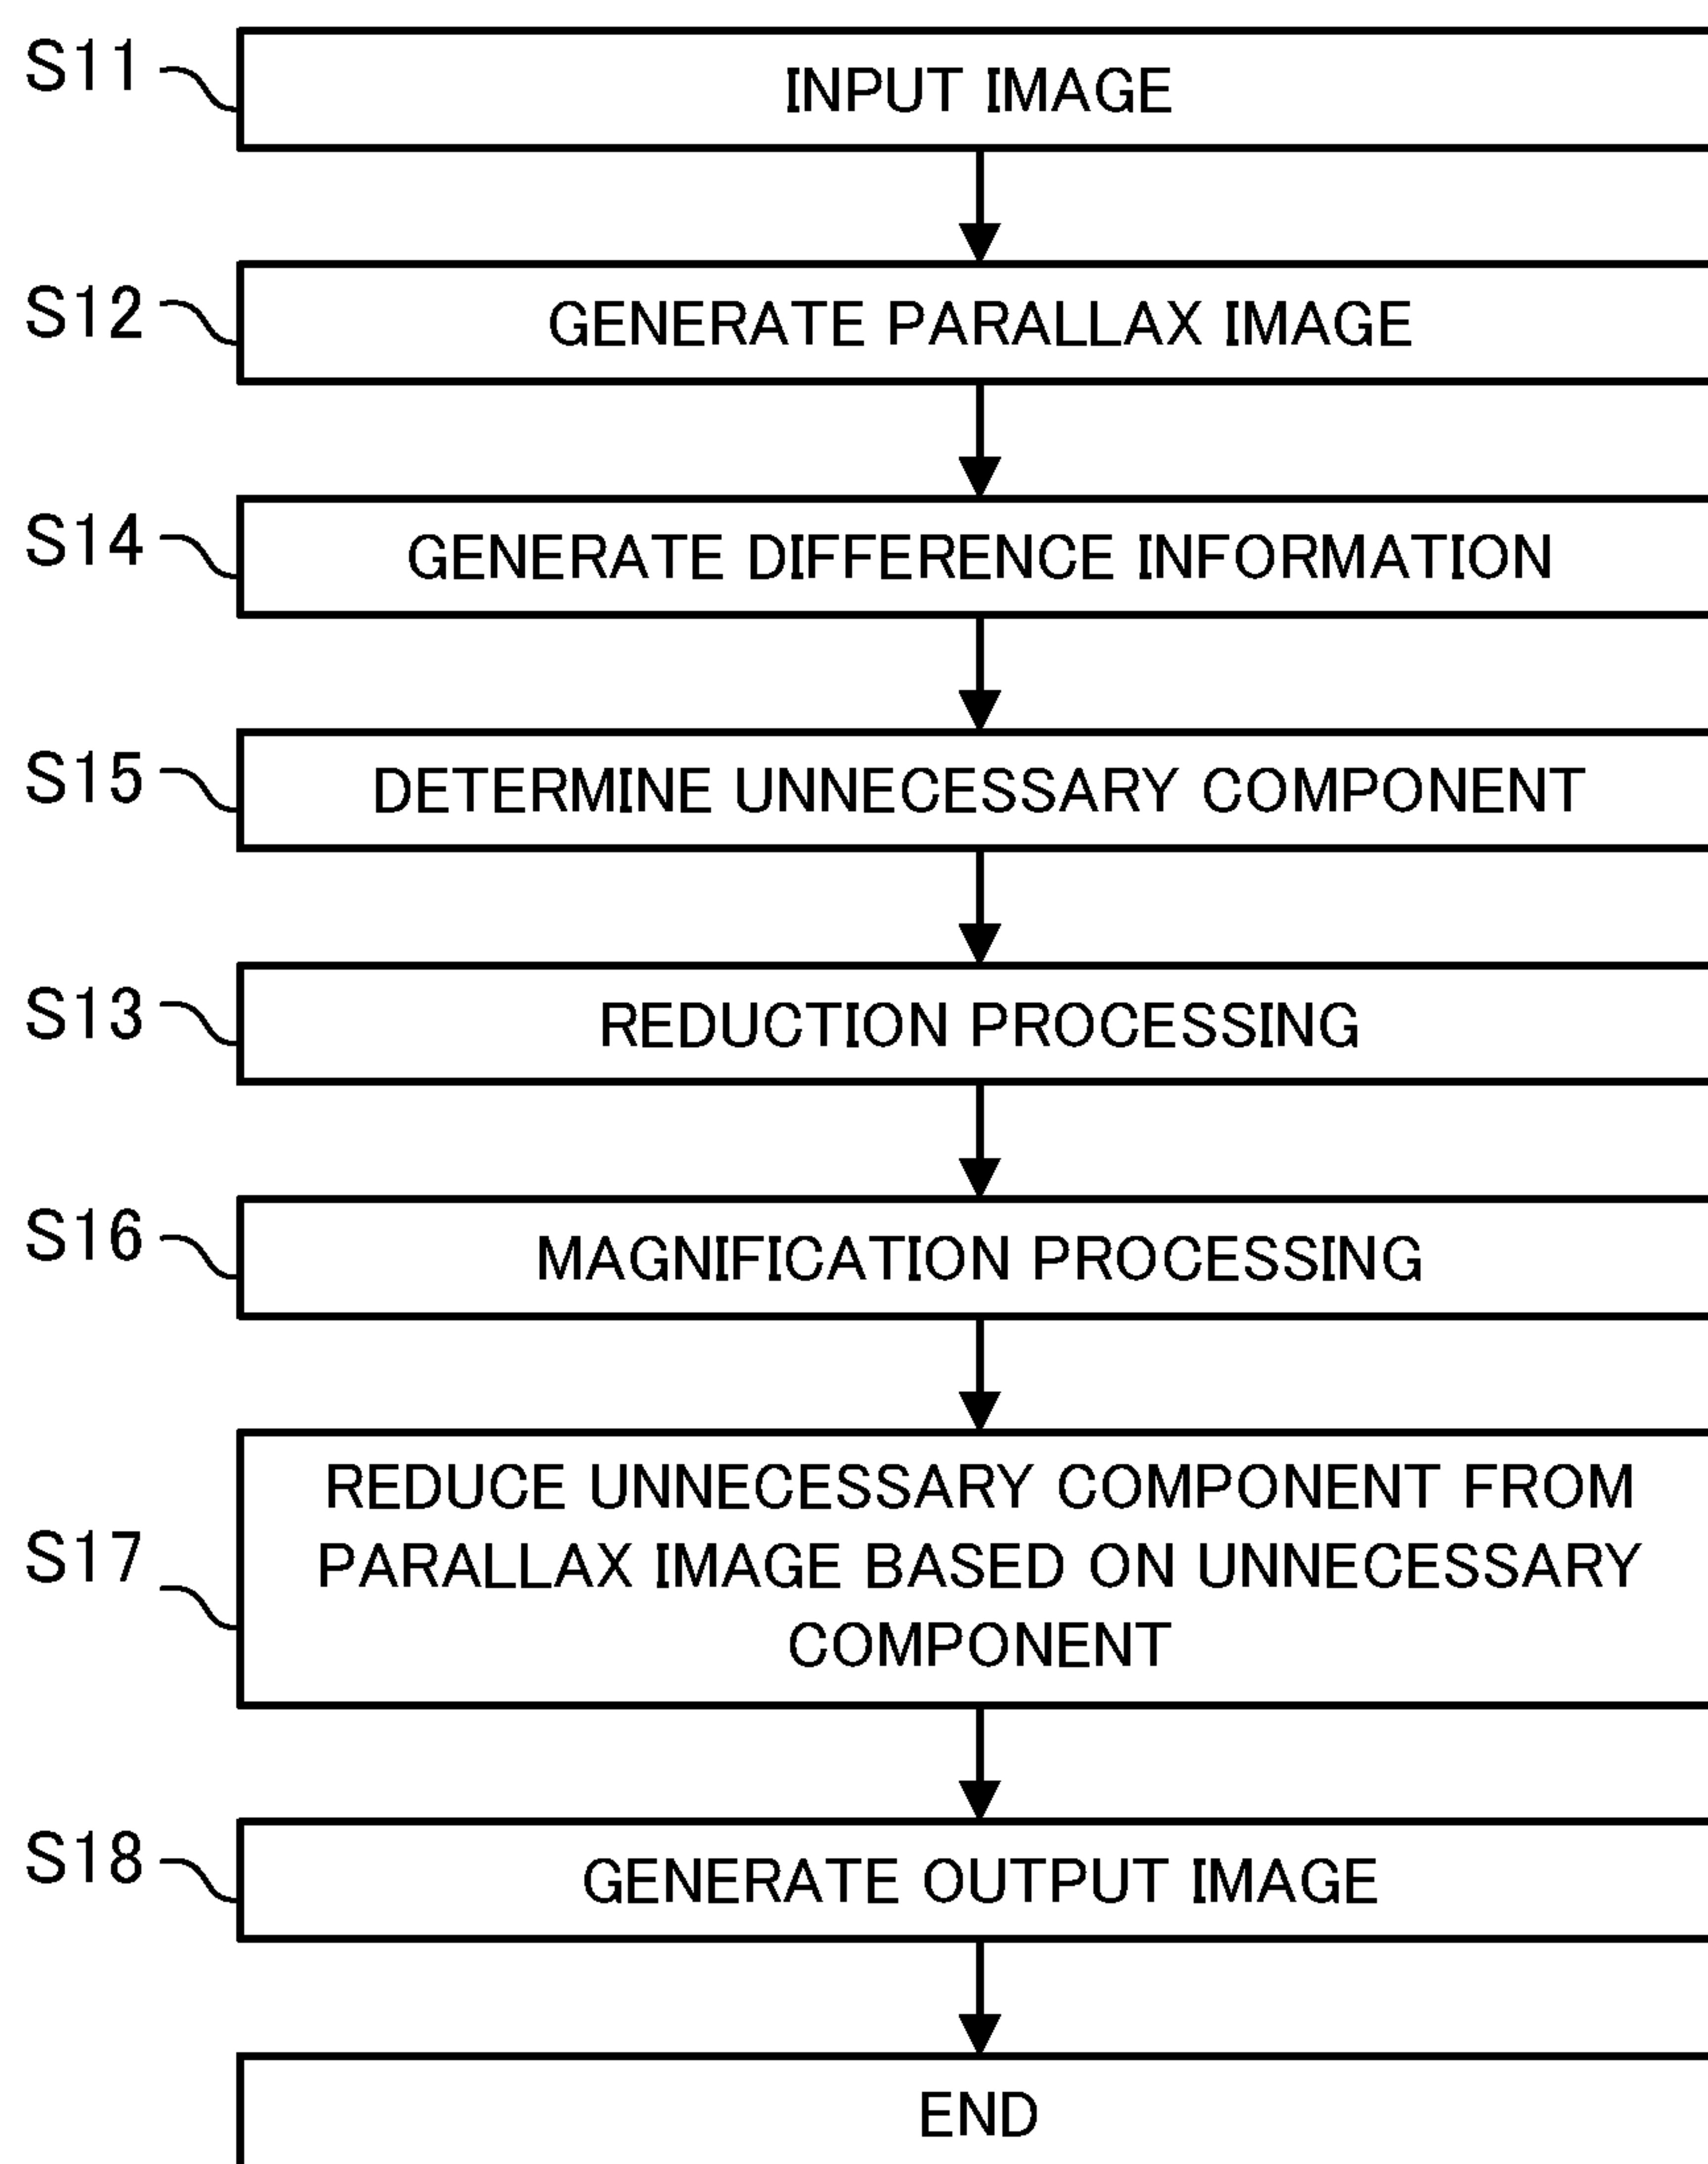 S11
INPUT IMAGE
S12
GENERATE PARALLAX IMAGE
S14
GENERATE DIFFERENCE INFORMATION
S15
DETERMINE UNNECESSARY COMPONENT
S13
REDUCTION PROCESSING
S16
MAGNIFICATION PROCESSING
S17
REDUCE UNNECESSARY COMPONENT FROM
PARALLAX IMAGE BASED ON UNNECESSARY
COMPONENT
S18
GENERATE OUTPUT IMAGE
END